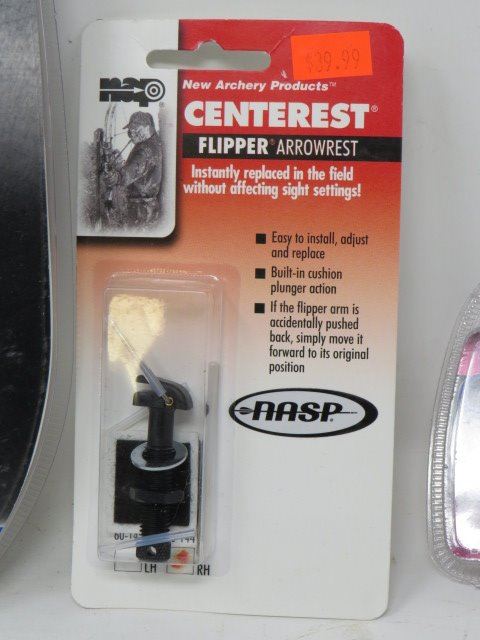 $39.99
nap
New Archery Products™
CENTEREST®
FLIPPER® ARROWREST
Instantly replaced in the field
without affecting sight settings!
■ Easy to install, adjust
and replace
■ Built-in cushion
plunger action
■ If the flipper arm is
accidentally pushed
back, simply move it
forward to its original
position
NASP®
LH RH